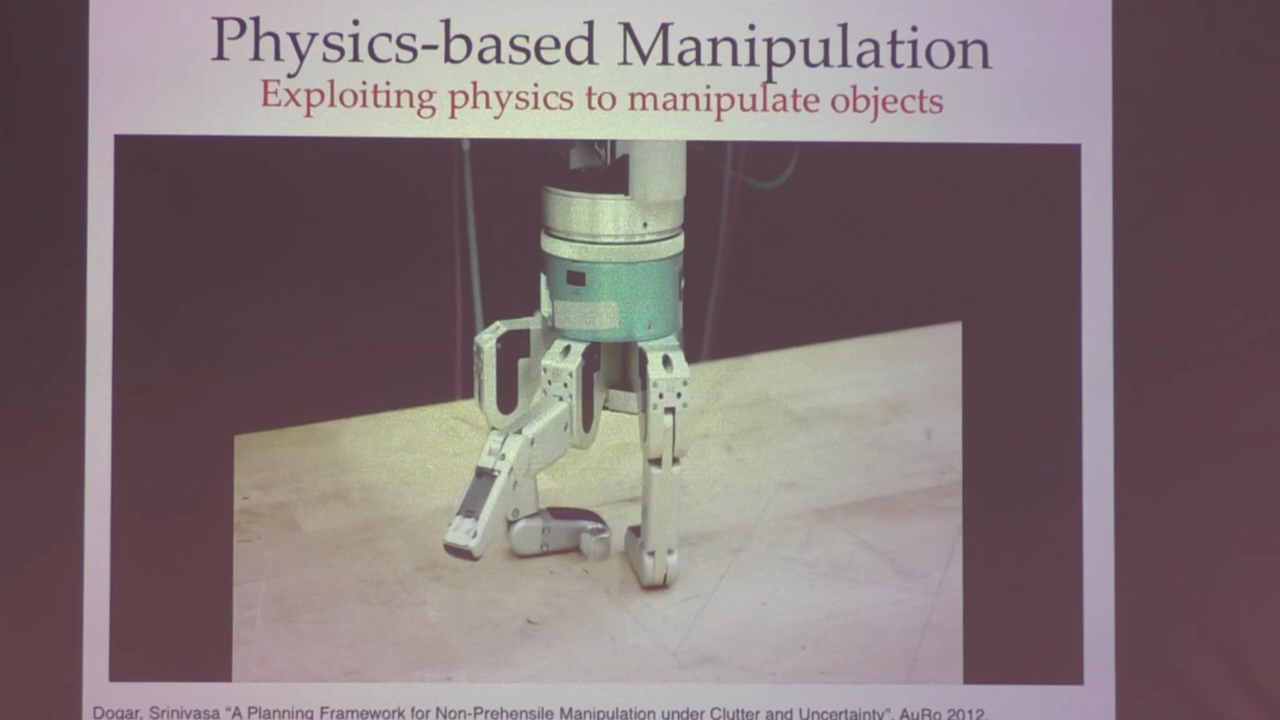 Physics-based Manipulation
Exploiting physics to manipulate objects
Dogar, Srinivasa "A Planning Framework for Non-Prehensile Manipulation under Clutter and Uncertainty", AuRo 2012.